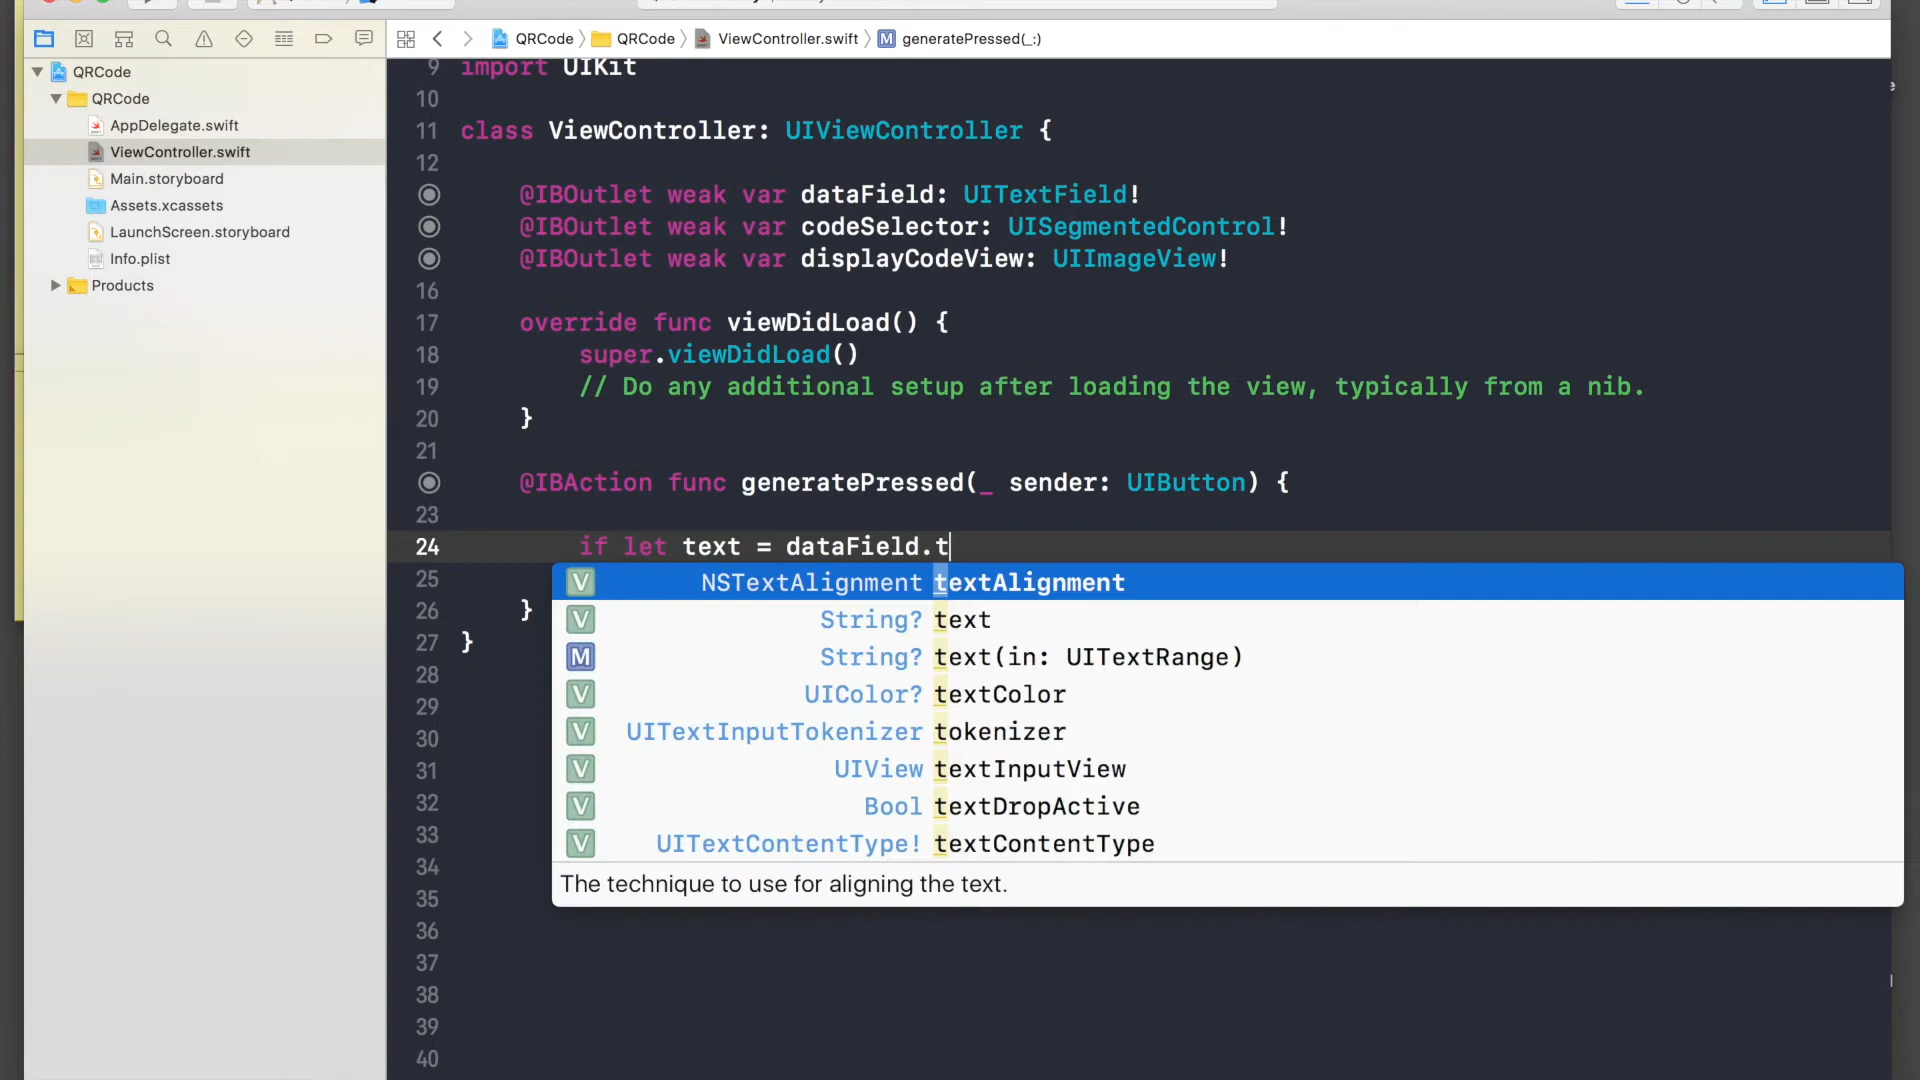 QRCode
QRCode
ViewController.swift
generatePressed(_:)
QRCode
QRCode
AppDelegate.swift
ViewController.swift
Main.storyboard
Assets.xcassets
LaunchScreen.storyboard
Info.plist
Products
9 import UIKit
10
11 class ViewController: UIViewController {
12
@IBOutlet weak var dataField: UITextField!
@IBOutlet weak var codeSelector: UISegmentedControl!
@IBOutlet weak var displayCodeView: UIImageView!
16
17 override func viewDidLoad() {
18 super.viewDidLoad()
19 // Do any additional setup after loading the view, typically from a nib.
20 }
21
@IBAction func generatePressed(_ sender: UIButton) {
23
24 if let text = dataField.t
25
26 }
27 }
28
29
30
31
32
33
34
35
36
37
38
39
40
V NSTextAlignment textAlignment
V String? text
M String? text(in: UITextRange)
V UIColor? textColor
V UITextInputTokenizer tokenizer
V UIView textInputView
V Bool textDropActive
V UITextContentType! textContentType
The technique to use for aligning the text.